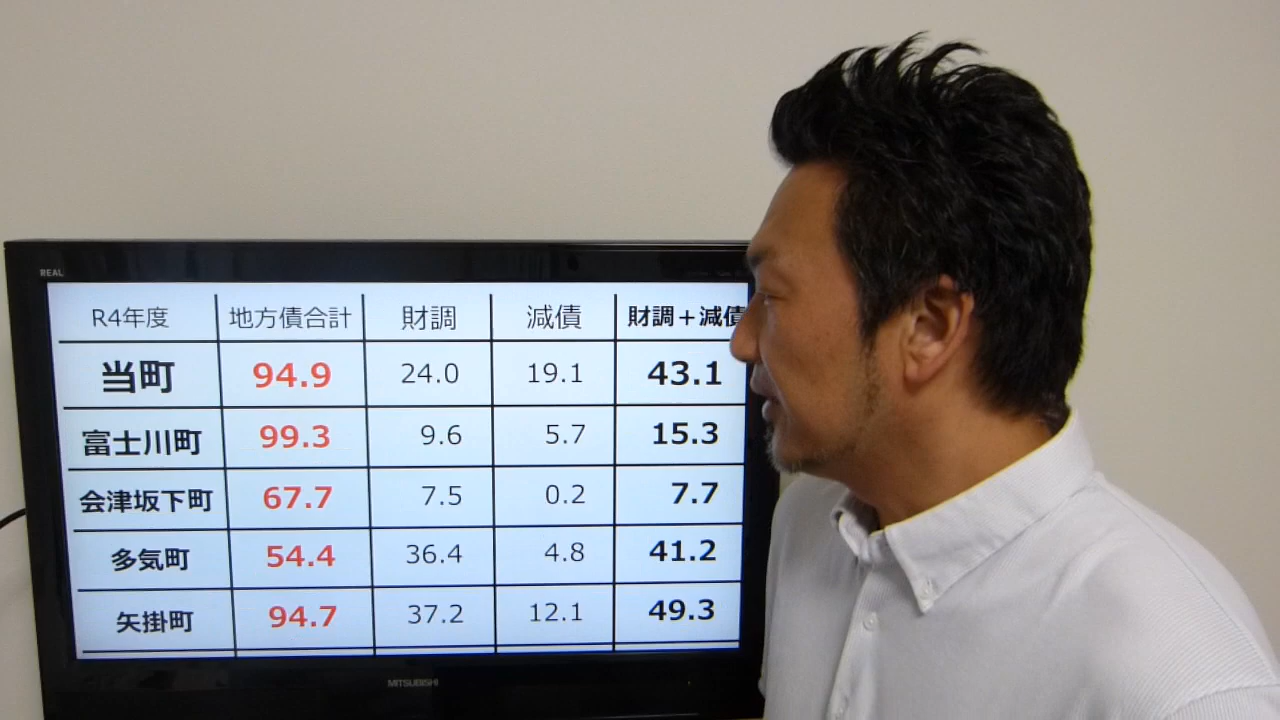 REAL
R4年度 地方債合計 財調 減債 財調+減債
当町 94.9 24.0 19.1 43.1
富士川町 99.3 9.6 5.7 15.3
会津坂下町 67.7 7.5 0.2 7.7
多気町 54.4 36.4 4.8 41.2
矢掛町 94.7 37.2 12.1 49.3
MITSUBISHI